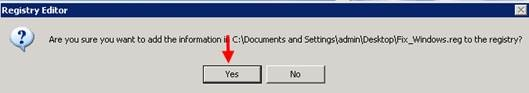 Registry Editor
Are you sure you want to add the information in C:\Documents and Settings\admin\Desktop\Fix_Windows.reg to the registry?
Yes
No